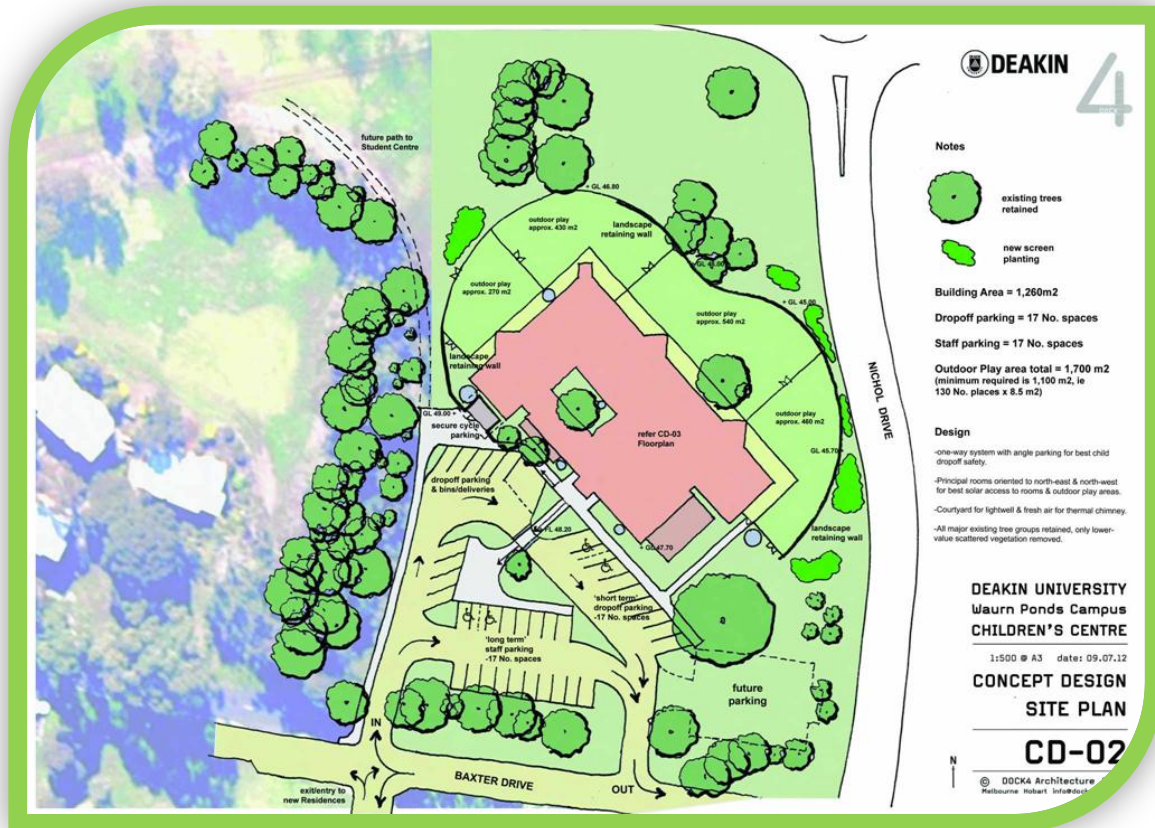 DEAKIN
4
DOCK
future path to
Student Centre
Notes
existing trees
retained
new screen
planting
Building Area = 1,260m2
Dropoff parking = 17 No. spaces
Staff parking = 17 No. spaces
Outdoor Play area total = 1,700 m2
(minimum required is 1,100 m2, ie
130 No. places x 8.5 m2)
Design
-one-way system with angle parking for best child
dropoff safety.
-Principal rooms oriented to north-east & north-west
for best solar access to rooms & outdoor play areas.
-Courtyard for lightwell & fresh air for thermal chimney.
-All major existing tree groups retained, only lower-
value scattered vegetation removed.
DEAKIN UNIVERSITY
Waurn Ponds Campus
CHILDREN'S CENTRE
1:500 @ A3 date: 09.07.12
CONCEPT DESIGN
SITE PLAN
CD-02
N
© DOCK4 Architecture
Melbourne Hobart
+ GL 46.80
outdoor play
approx. 430 m2
landscape
retaining wall
outdoor play
approx. 270 m2
+ GL 45.00
outdoor play
approx. 540 m2
landscape
retaining wall
GL 49.00 +
secure cycle
parking
outdoor play
approx. 460 m2
refer CD-03
Floorplan
GL 45.70 +
NICHOL DRIVE
dropoff parking
& bins/deliveries
FL 48.20
+ GL 47.70
landscape
retaining wall
'short term'
dropoff parking
-17 No. spaces
'long term'
staff parking
-17 No. spaces
future
parking
IN
BAXTER DRIVE
OUT
exit/entry to
new Residences